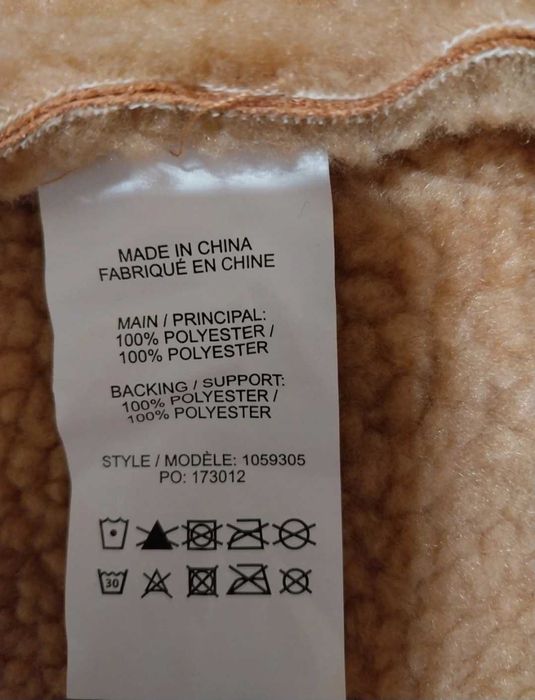 MADE IN CHINA
FABRIQUÉ EN CHINE
MAIN / PRINCIPAL:
100% POLYESTER /
100% POLYESTER
BACKING / SUPPORT:
100% POLYESTER /
100% POLYESTER
STYLE / MODÈLE: 1059305
PO: 173012
30